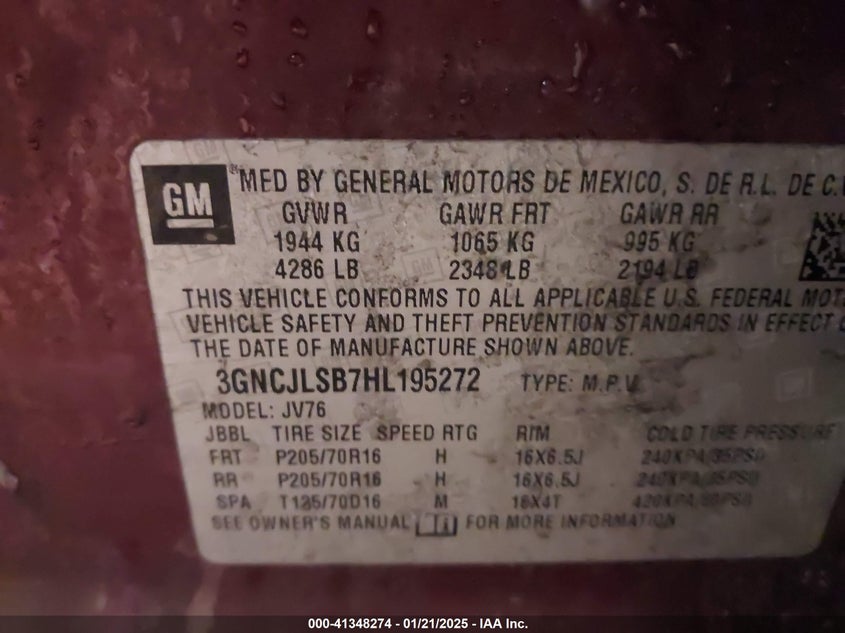 GM
MFD BY GENERAL MOTORS DE MEXICO, S. DE R.L. DE C.V
GVWR GAWR FRT GAWR RR
1944 KG 1065 KG 995 KG
4286 LB 2348 LB 2194 LB
THIS VEHICLE CONFORMS TO ALL APPLICABLE U.S. FEDERAL MOT
VEHICLE SAFETY AND THEFT PREVENTION STANDARDS IN EFFECT
THE DATE OF MANUFACTURE SHOWN ABOVE.
3GNCJLSB7HL195272 TYPE: M.P.V.
MODEL: JV76
JBBL TIRE SIZE SPEED RTG RIM COLD TIRE PRESSURE
FRT P205/70R16 H 16X6.5J 240KPA/35PSI
RR P205/70R16 H 16X6.5J 240KPA/35PSI
SPA T135/70D16 M 16X4T 420KPA/60PSI
SEE OWNER'S MANUAL FOR MORE INFORMATION
000-41348274 - 01/21/2025 - IAA Inc.